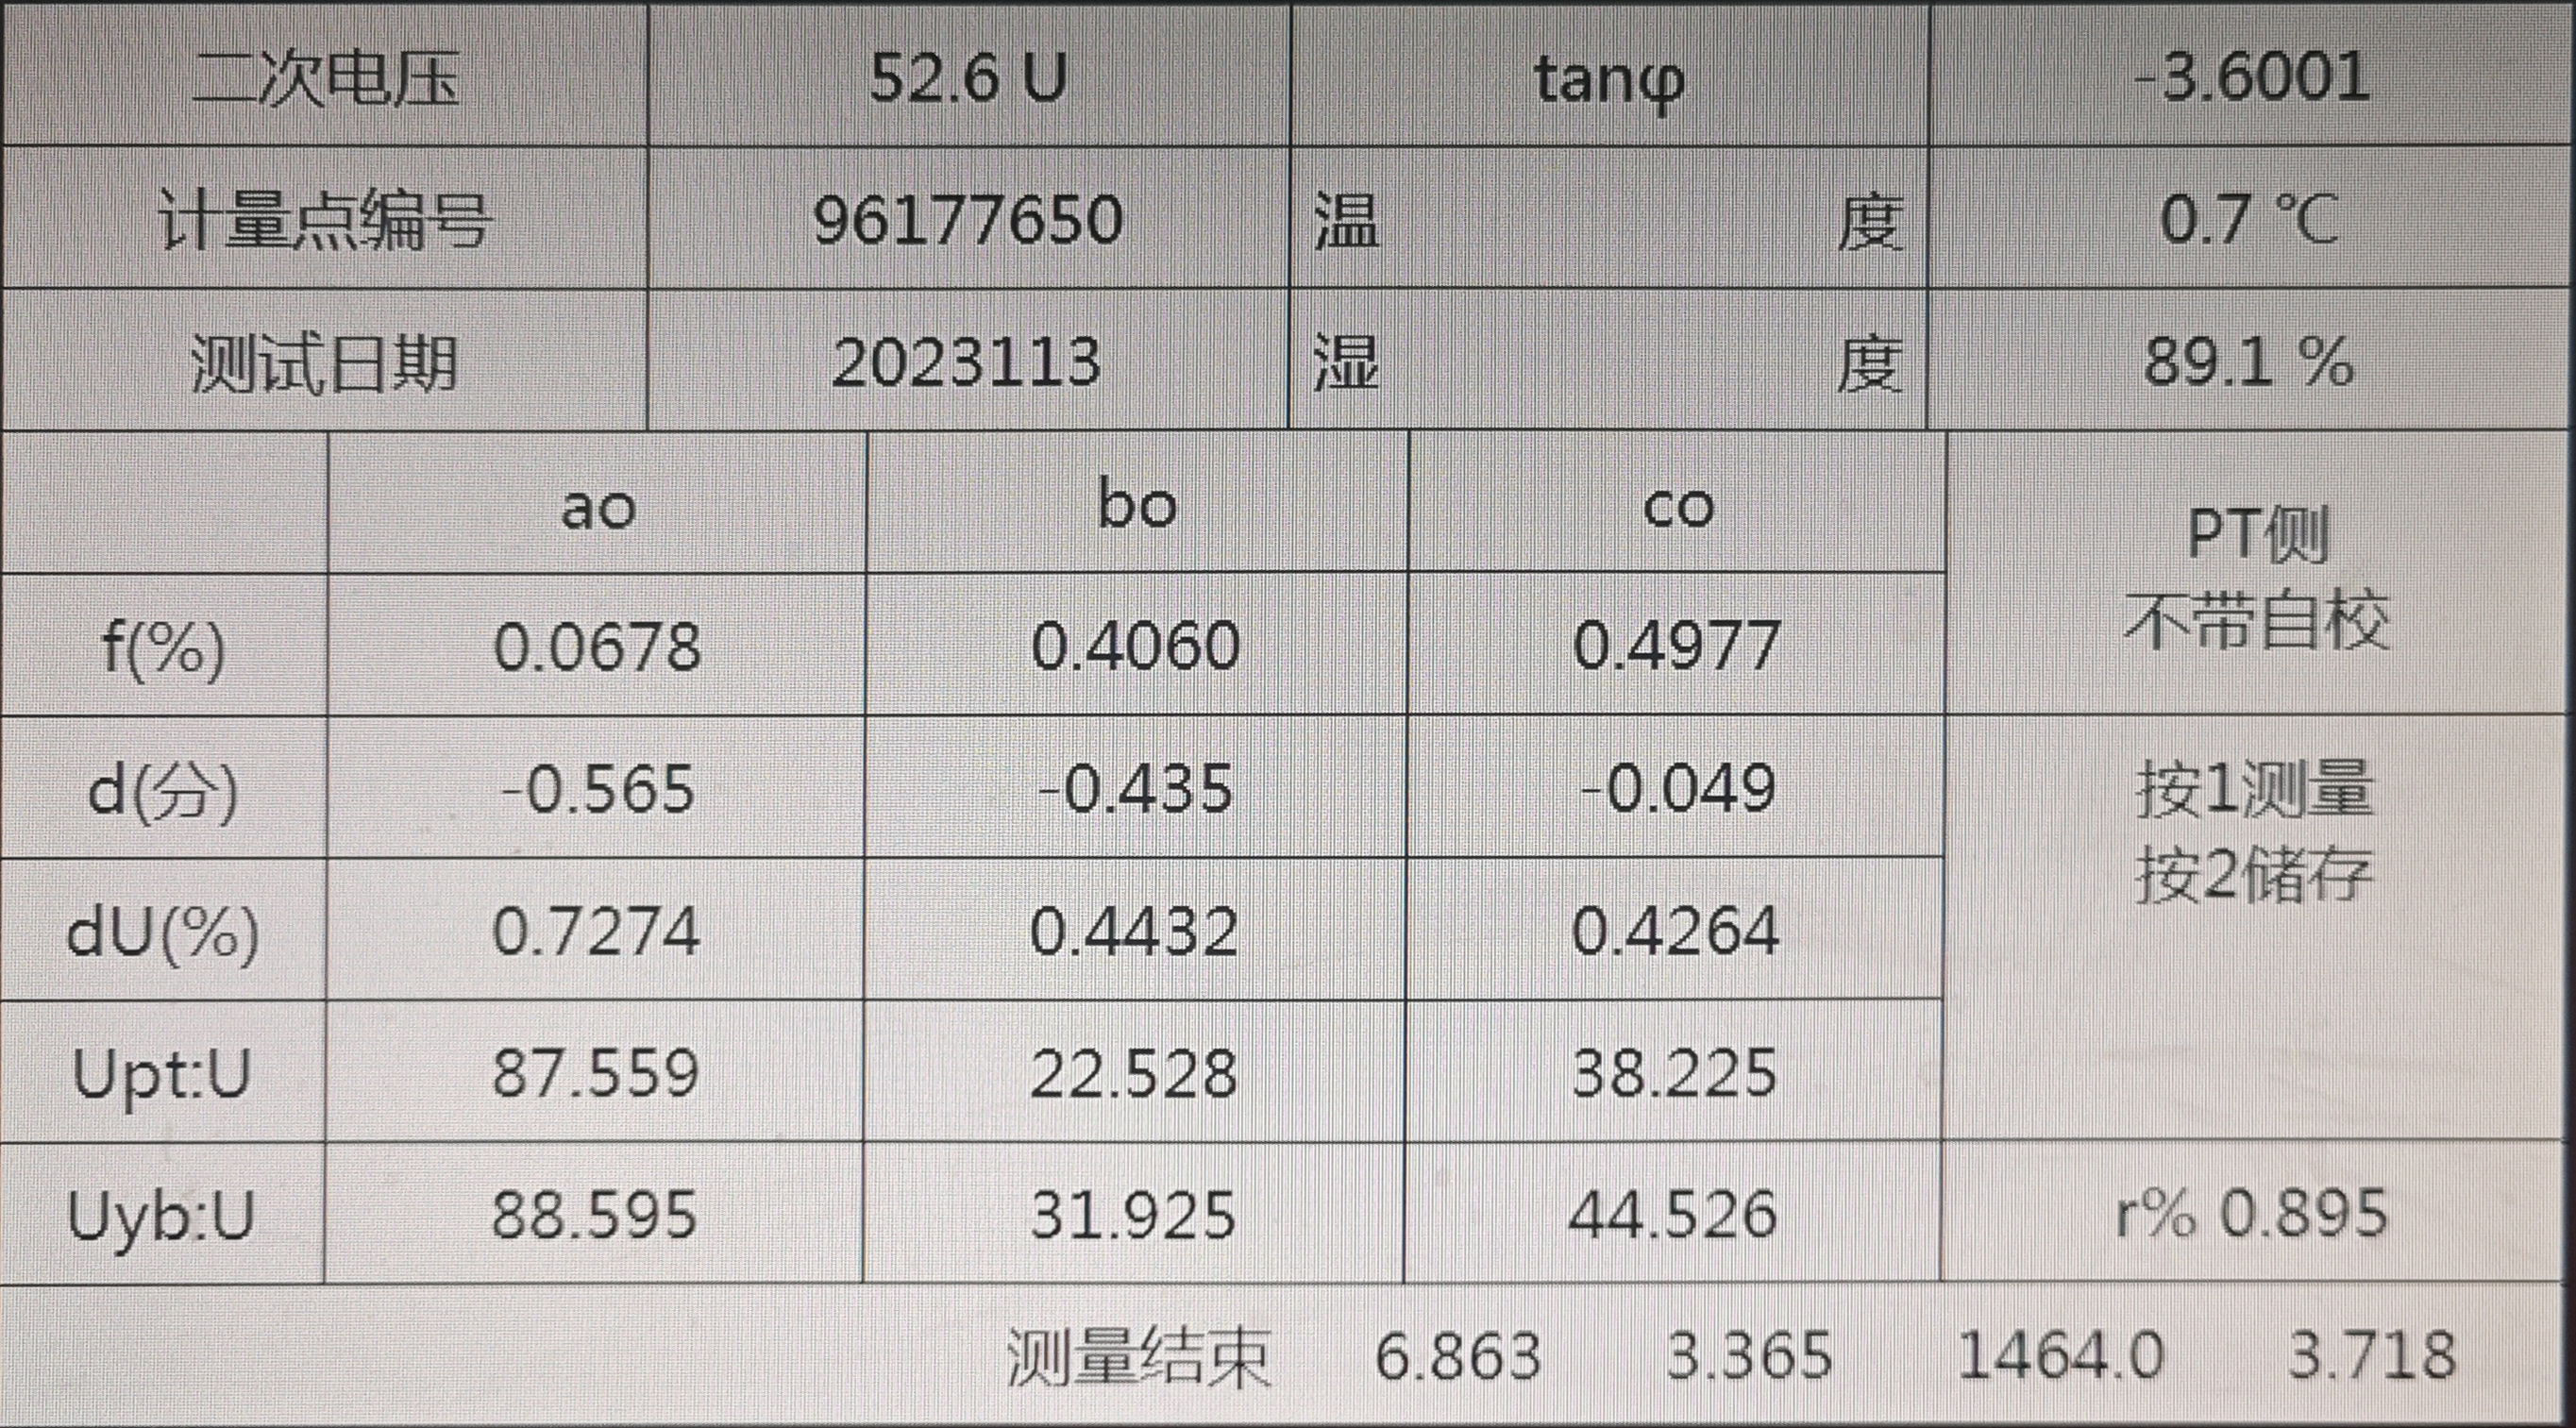 二次电压 52.6 U tanφ -3.6001
计量点编号 96177650 温度 0.7 ℃
测试日期 2023113 湿度 89.1 %
ao bo co PT侧
不带自校
f(%) 0.0678 0.4060 0.4977
d(分) -0.565 -0.435 -0.049 按1测量
按2储存
dU(%) 0.7274 0.4432 0.4264
Upt:U 87.559 22.528 38.225
Uyb:U 88.595 31.925 44.526 r% 0.895
测量结束 6.863 3.365 1464.0 3.718